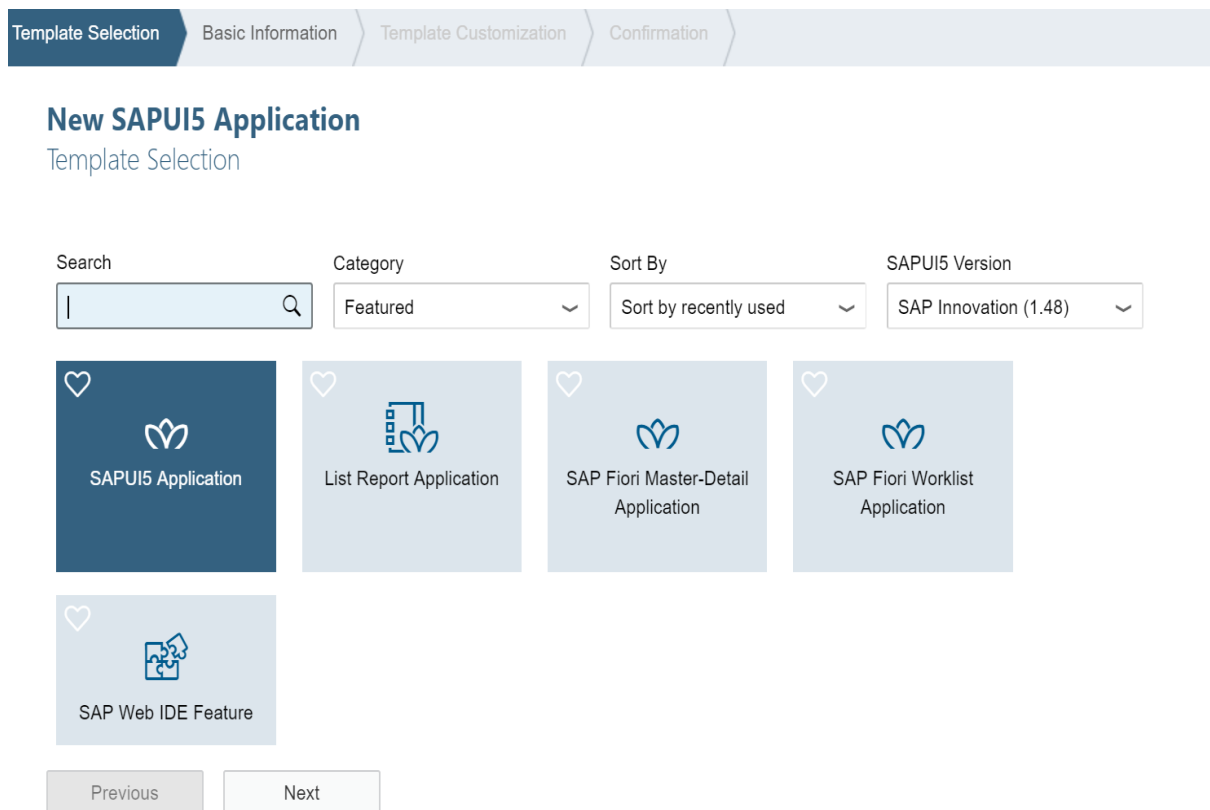 Template Selection Basic Information Template Customization Confirmation
New SAPUI5 Application
Template Selection
Search Category Sort By SAPUI5 Version
Featured Sort by recently used SAP Innovation (1.48)
SAPUI5 Application List Report Application SAP Fiori Master-Detail SAP Fiori Worklist
Application Application
SAP Web IDE Feature
Previous Next